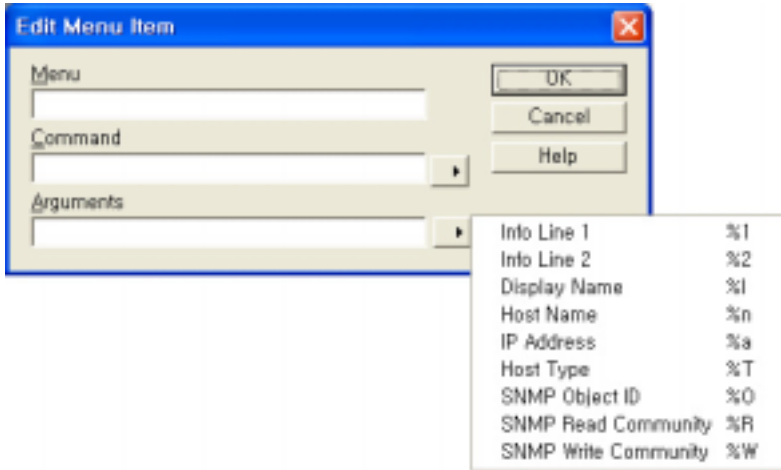 Edit Menu Item
Menu
OK
Cancel
Command
Help
Arguments
Info Line 1 %1
Info Line 2 %2
Display Name %l
Host Name %n
IP Address %a
Host Type %T
SNMP Object ID %O
SNMP Read Community %R
SNMP Write Community %W